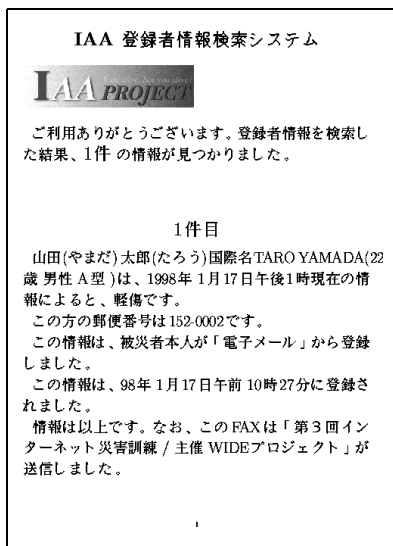 IAA 登録者情報検索システム
IAA PROJECT
ご利用ありがとうございます。登録者情報を検索し
た結果、1件 の情報が見つかりました。
1件目
山田(やまだ) 太郎(たろう) 国際名TARO YAMADA(22
歳 男性 A型 )は、1998年 1月17日午後1時現在の情
報によると、軽傷です。
この方の郵便番号は152-0002です。
この情報は、被災者本人が「電子メール」から登録
しました。
この情報は、98年 1月17日午前 10時27分に登録さ
れました。
情報は以上です。なお、このFAXは「第3回イン
ターネット災害訓練 / 主催 WIDEプロジェクト」が
送信しました。